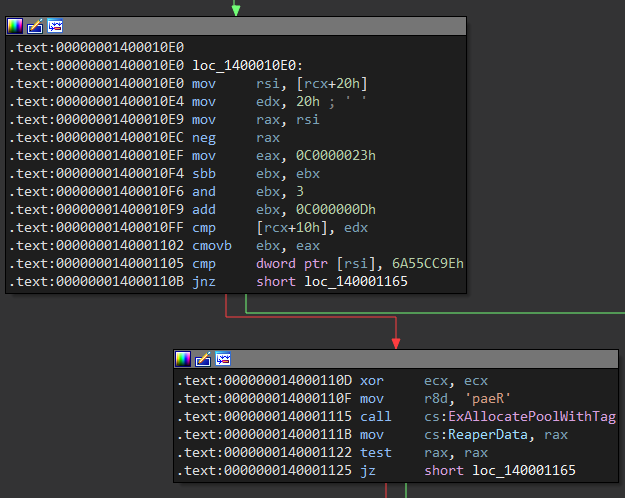 .text:00000001400010E0
.text:00000001400010E0 loc_1400010E0:
.text:00000001400010E0 mov rsi, [rcx+20h]
.text:00000001400010E4 mov edx, 20h ; ' '
.text:00000001400010E9 mov rax, rsi
.text:00000001400010EC neg rax
.text:00000001400010EF mov eax, 0C0000023h
.text:00000001400010F4 sbb ebx, ebx
.text:00000001400010F6 and ebx, 3
.text:00000001400010F9 add ebx, 0C000000Dh
.text:00000001400010FF cmp [rcx+10h], edx
.text:0000000140001102 cmovb ebx, eax
.text:0000000140001105 cmp dword ptr [rsi], 6A55CC9Eh
.text:000000014000110B jnz short loc_140001165
.text:000000014000110D xor ecx, ecx
.text:000000014000110F mov r8d, 'paeR'
.text:0000000140001115 call cs:ExAllocatePoolWithTag
.text:000000014000111B mov cs:ReaperData, rax
.text:0000000140001122 test rax, rax
.text:0000000140001125 jz short loc_140001165